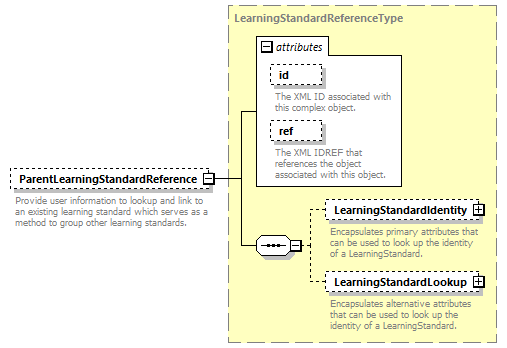 LearningStandardReferenceType
attributes
id
The XML ID associated with
this complex object.
ref
The XML IDREF that
references the object
associated with this object.
ParentLearningStandardReference
Provide user information to lookup and link to
an existing learning standard which serves as a
method to group other learning standards.
LearningStandardIdentity
Encapsulates primary attributes that
can be used to look up the identity
of a LearningStandard.
LearningStandardLookup
Encapsulates alternative attributes
that can be used to look up the
identity of a LearningStandard.